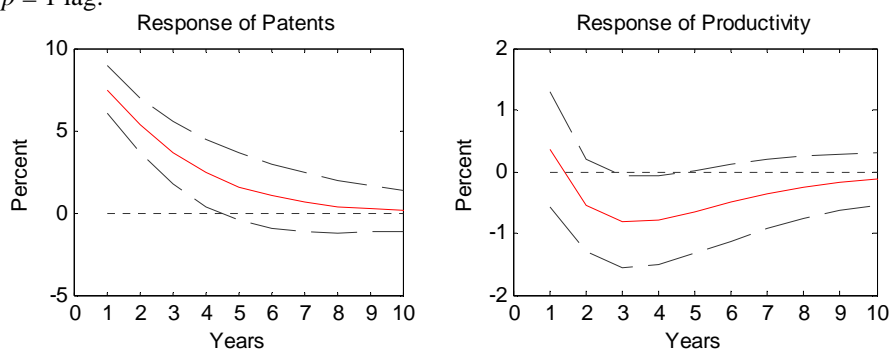 p = 1 lag.
Response of Patents
10
5
0
-5
Percent
0 1 2 3 4 5 6 7 8 9 10
Years
Response of Productivity
2
1
0
-1
-2
Percent
0 1 2 3 4 5 6 7 8 9 10
Years